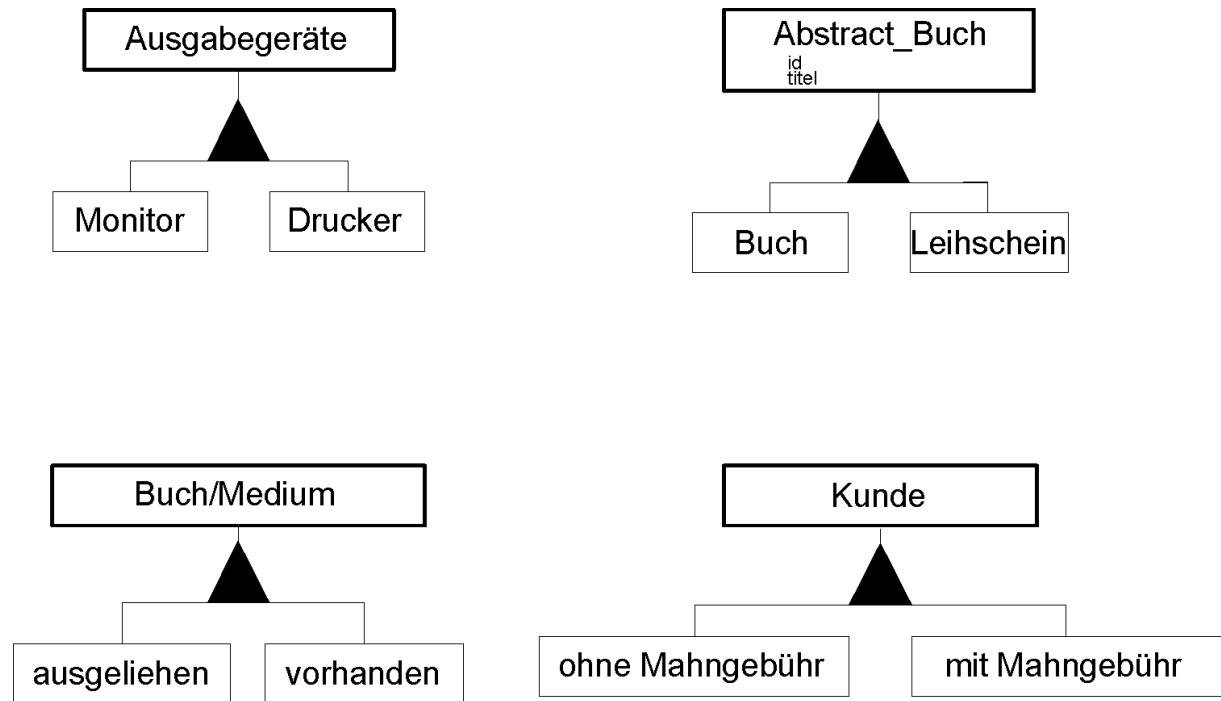 Ausgabegeräte
Monitor
Drucker
Abstract_Buch
id
titel
Buch
Leihschein
Buch/Medium
ausgeliehen
vorhanden
Kunde
ohne Mahngebühr
mit Mahngebühr